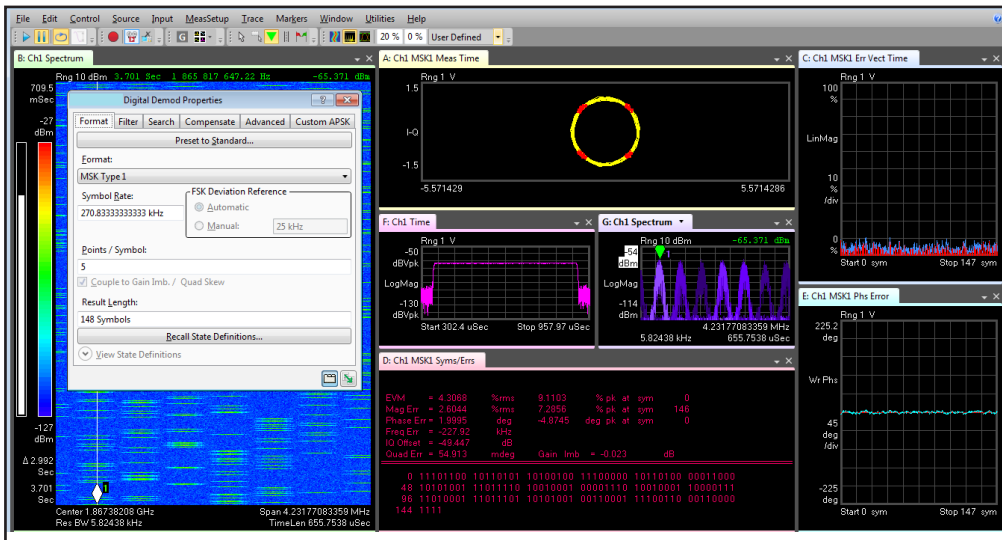 File Edit Control Source Input MeasSetup Trace Markers Window Utilities Help
20 % 0 % User Defined
B: Ch1 Spectrum
Rng 10 dBm 3.701 Sec 1 865 817 647.22 Hz -65.371 dBm
709.5
mSec
-27
dBm
-127
dBm
Δ 2.992
Sec
3.701
Sec
1
Center 1.86738208 GHz Span 4.23177083359 MHz
Res BW 5.82438 kHz TimeLen 655.7538 uSec
Digital Demod Properties
Format Filter Search Compensate Advanced Custom APSK
Preset to Standard...
Format:
MSK Type 1
Symbol Rate:
270.83333333333 kHz
FSK Deviation Reference
Automatic
Manual: 25 kHz
Points / Symbol:
5
Couple to Gain Imb. / Quad Skew
Result Length:
148 Symbols
Recall State Definitions...
View State Definitions
A: Ch1 MSK1 Meas Time
Rng 1 V
1.5
I-Q
-1.5
-5.571429 5.5714286
F: Ch1 Time
Rng 1 V
-50
dBVpk
LogMag
-130
dBVpk
Start 302.4 uSec Stop 957.97 uSec
G: Ch1 Spectrum
Rng 10 dBm -65.371 dBm
-54
dBm
1
LogMag
-114
dBm
4.23177083359 MHz
5.82438 kHz 655.7538 uSec
D: Ch1 MSK1 Syms/Errs
EVM = 4.3068 %rms 9.1103 % pk at sym 0
Mag Err = 2.6044 %rms 7.2856 % pk at sym 146
Phase Err = 1.9995 deg -4.8745 deg pk at sym 0
Freq Err = -227.92 kHz
IQ Offset = -49.447 dB
Quad Err = 54.913 mdeg Gain Imb = -0.023 dB
0 11101100 10110101 10100100 11100000 10110100 00011000
48 10101001 11011110 10010001 00001110 10010001 10000111
96 11010001 11011101 10101001 00110001 11100110 00110000
144 1111
C: Ch1 MSK1 Err Vect Time
Rng 1 V
100
%
LinMag
10
%
/div
0
%
Start 0 sym Stop 147 sym
E: Ch1 MSK1 Phs Error
Rng 1 V
225.2
deg
Wr Phs
45
deg
/div
-225
deg
Start 0 sym Stop 147 sym